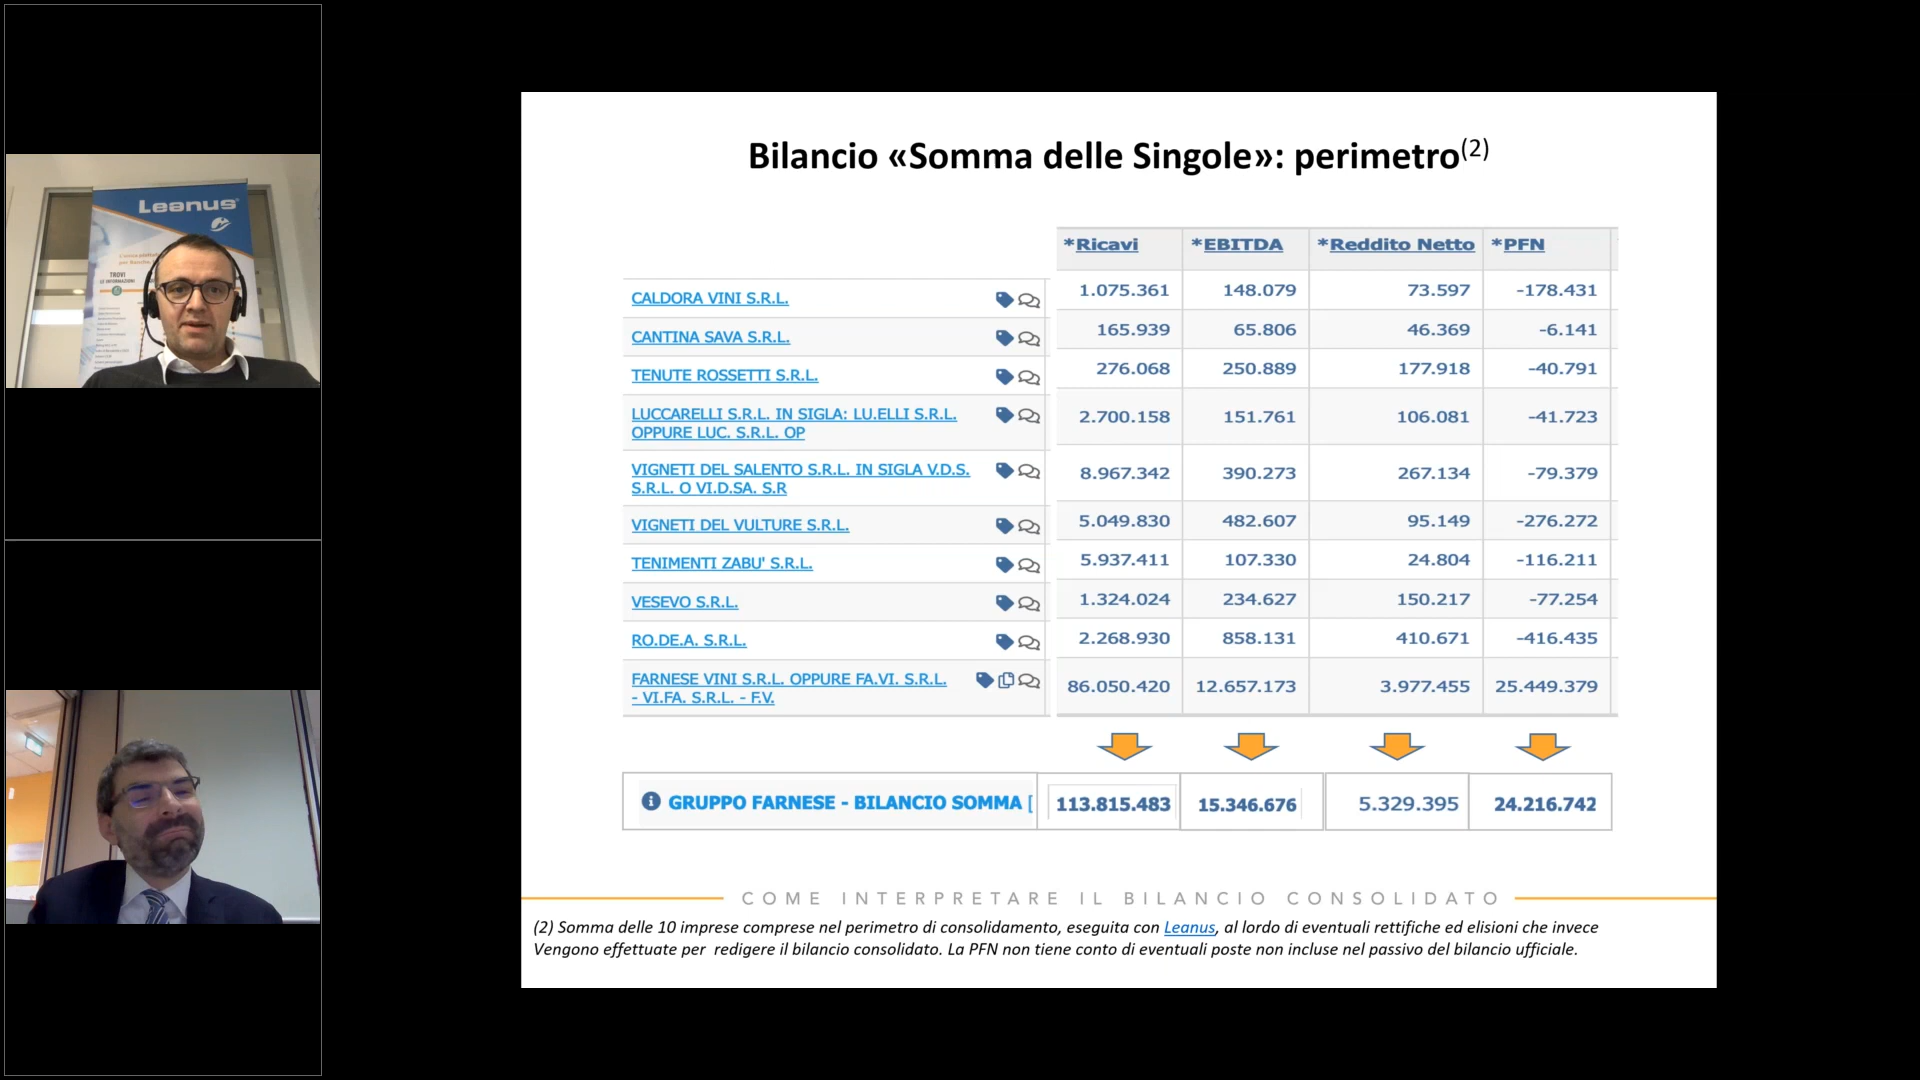 Leanus
TROVI
LE INFORMAZIONI
Bilancio «Somma delle Singole»: perimetro(2)
*Ricavi *EBITDA *Reddito Netto *PFN
CALDORA VINI S.R.L. 1.075.361 148.079 73.597 -178.431
CANTINA SAVA S.R.L. 165.939 65.806 46.369 -6.141
TENUTE ROSSETTI S.R.L. 276.068 250.889 177.918 -40.791
LUCCARELLI S.R.L. IN SIGLA: LU.ELLI S.R.L.
OPPURE LUC. S.R.L. OP 2.700.158 151.761 106.081 -41.723
VIGNETI DEL SALENTO S.R.L. IN SIGLA V.D.S.
S.R.L. O VI.D.SA. S.R 8.967.342 390.273 267.134 -79.379
VIGNETI DEL VULTURE S.R.L. 5.049.830 482.607 95.149 -276.272
TENIMENTI ZABU' S.R.L. 5.937.411 107.330 24.804 -116.211
VESEVO S.R.L. 1.324.024 234.627 150.217 -77.254
RO.DE.A. S.R.L. 2.268.930 858.131 410.671 -416.435
FARNESE VINI S.R.L. OPPURE FA.VI. S.R.L.
- VI.FA. S.R.L. - F.V. 86.050.420 12.657.173 3.977.455 25.449.379
GRUPPO FARNESE - BILANCIO SOMMA [ 113.815.483 15.346.676 5.329.395 24.216.742
COME INTERPRETARE IL BILANCIO CONSOLIDATO
(2) Somma delle 10 imprese comprese nel perimetro di consolidamento, eseguita con Leanus, al lordo di eventuali rettifiche ed elisioni che invece
Vengono effettuate per redigere il bilancio consolidato. La PFN non tiene conto di eventuali poste non incluse nel passivo del bilancio ufficiale.